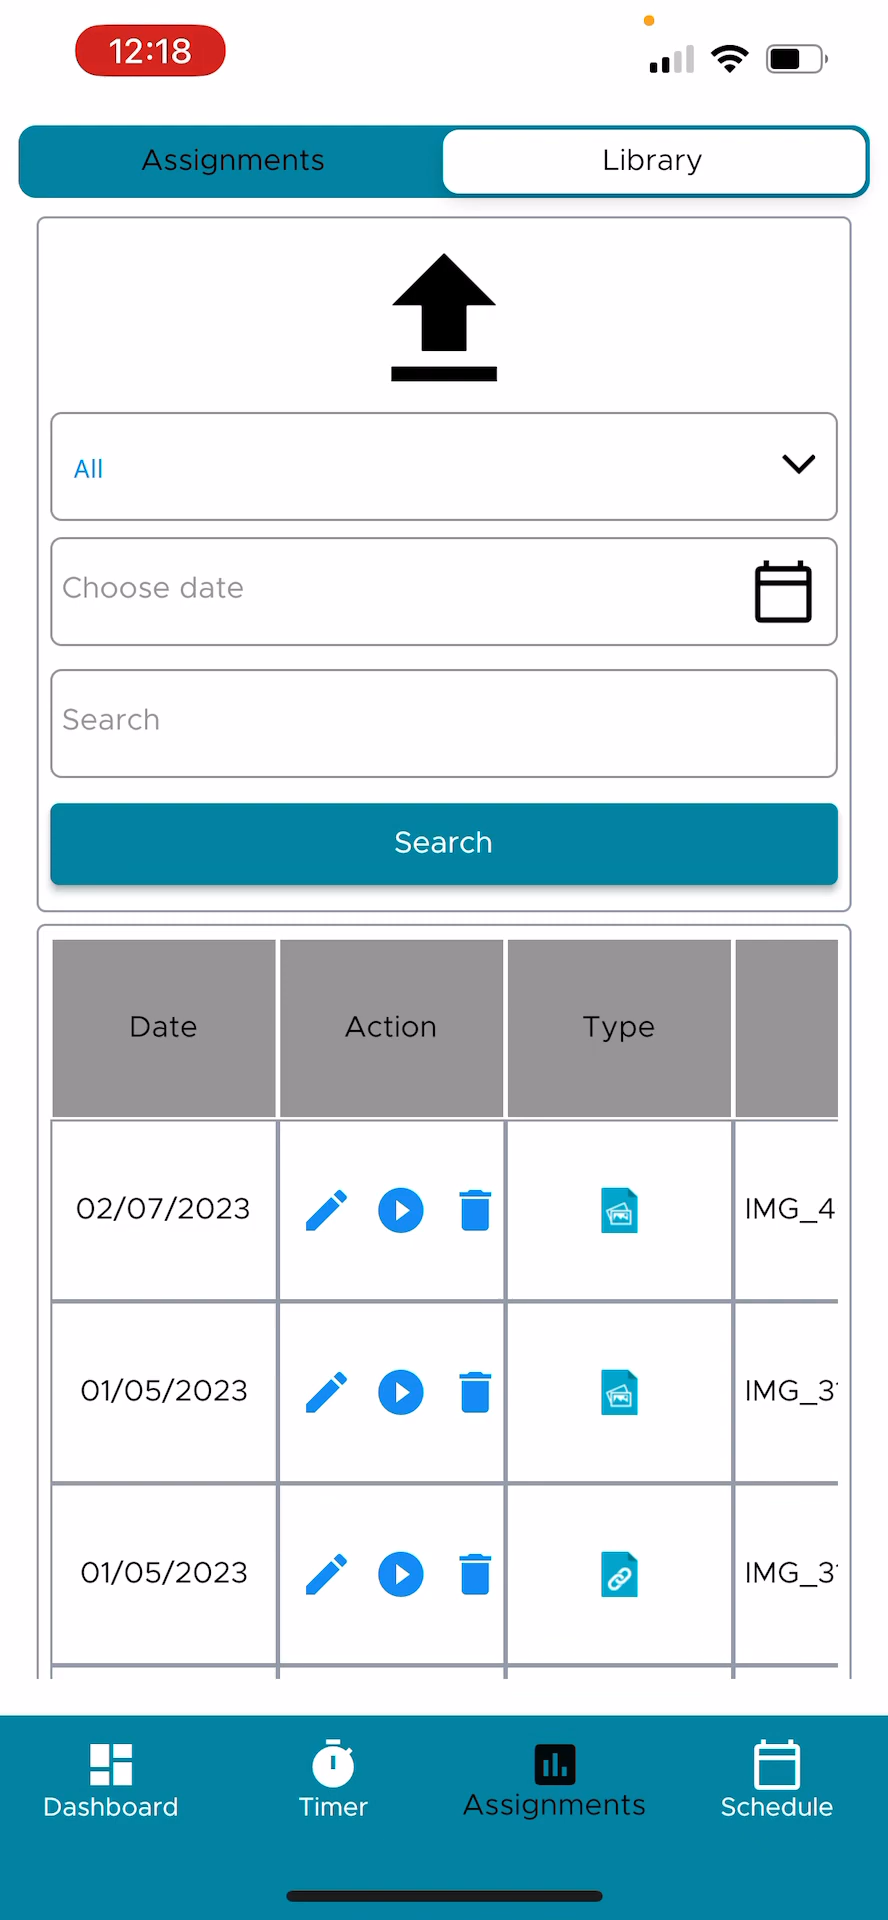 12:18
Assignments
Library
All
Choose date
Search
Search
Date Action Type
02/07/2023 IMG_4
01/05/2023 IMG_3
01/05/2023 IMG_3
Dashboard Timer Assignments Schedule